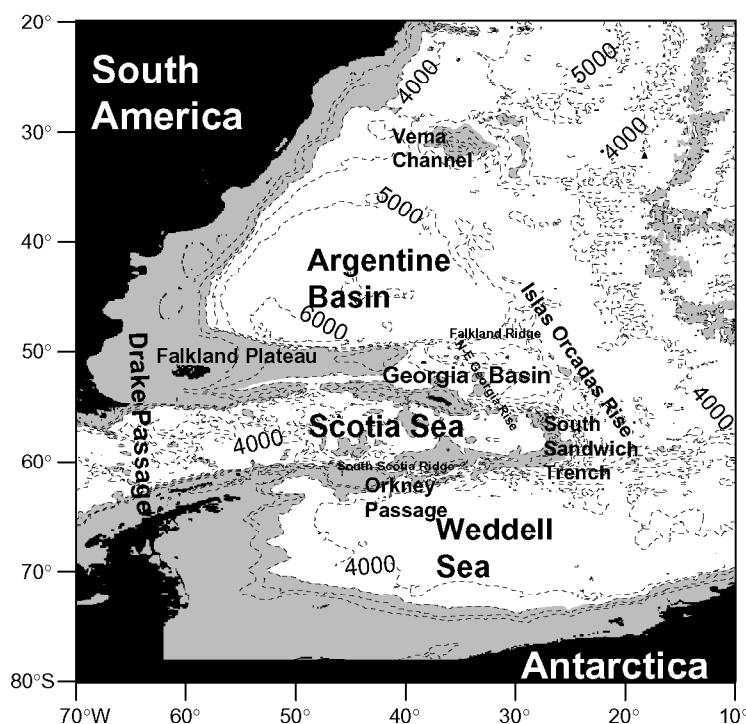 20°
South
America
4000
5000
30°
Vema
Channel
4000
5000
40°
Argentine
Basin
6000
Islas Orcadas Rise
Falkland Ridge
50°
Drake Passage
Falkland Plateau
N.E. Georgia Rise
Georgia Basin
4000
Scotia Sea
4000
South
Sandwich
Trench
60°
South Scotia Ridge
Orkney
Passage
Weddell
Sea
4000
70°
Antarctica
80°S
70°W
60°
50°
40°
30°
20°
10°